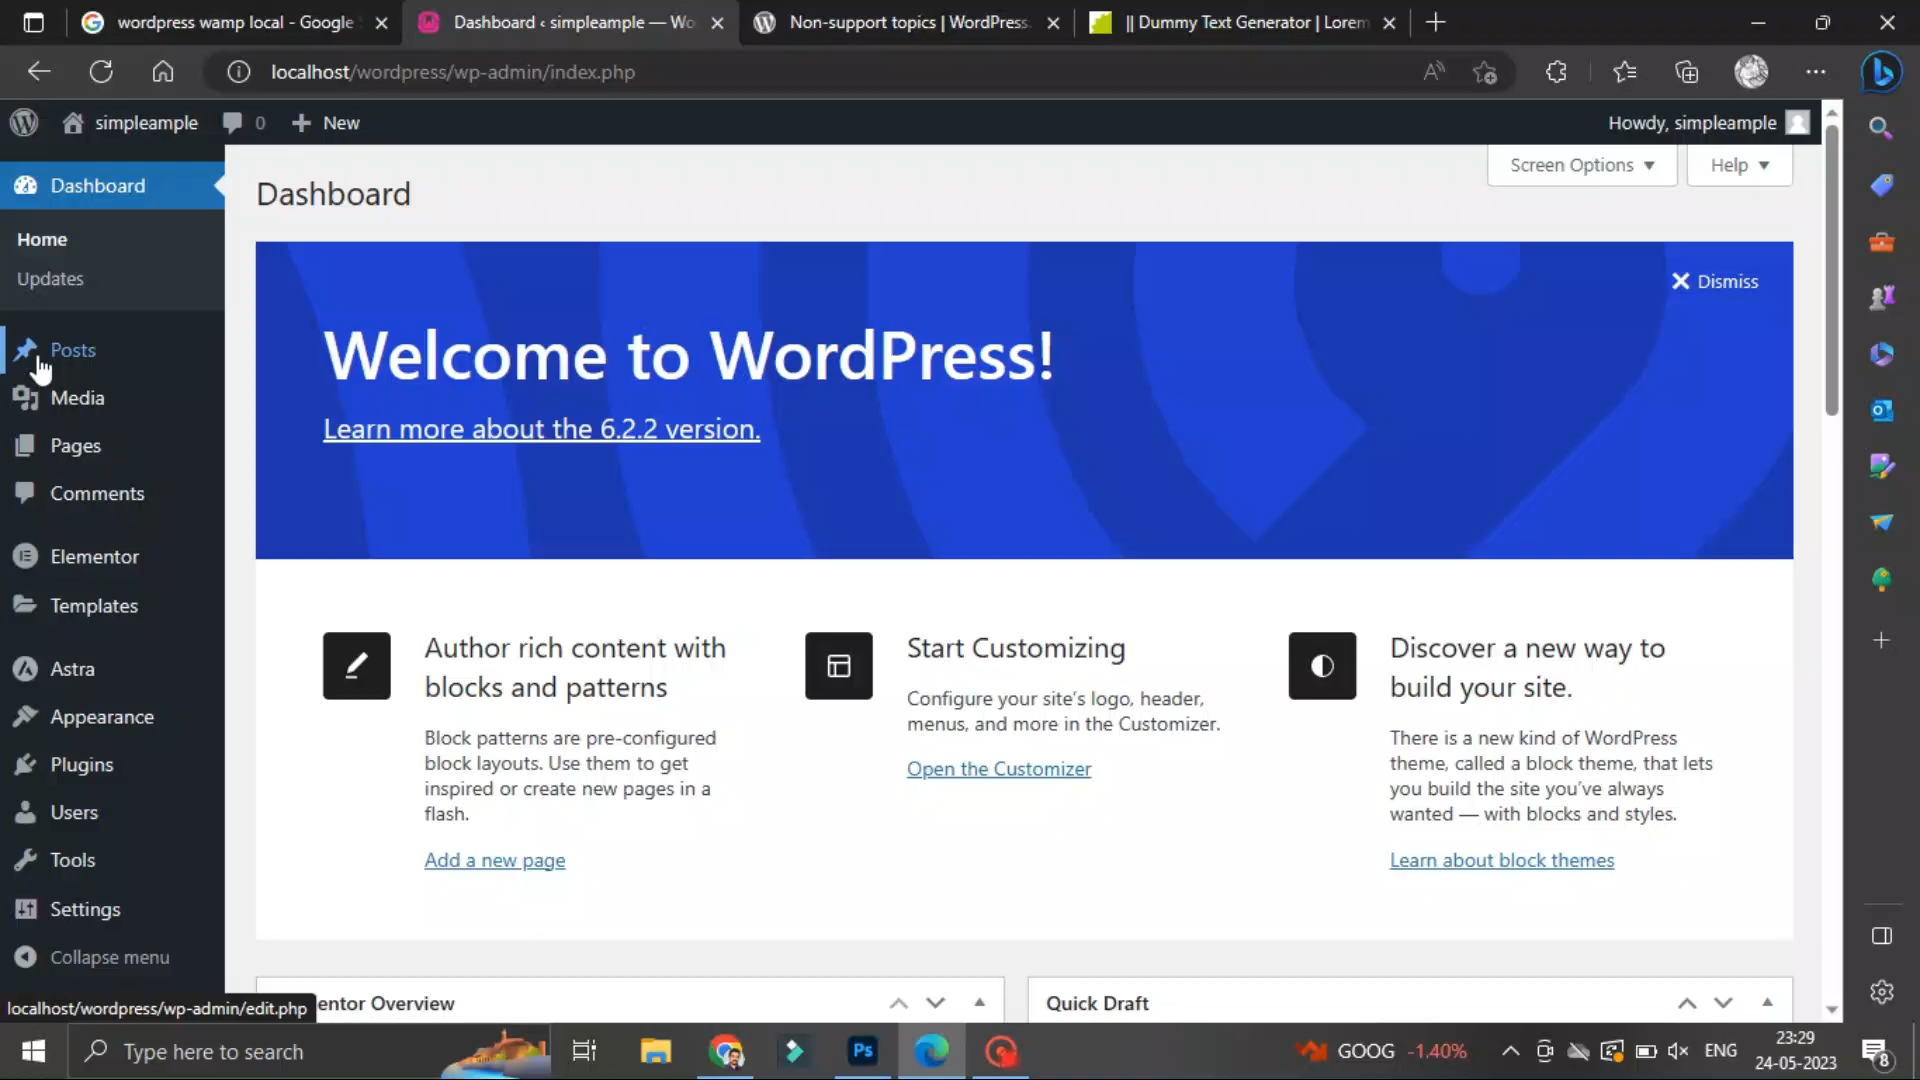 wordpress wamp local - Google
Dashboard ‹ simpleample — Wo
Non-support topics | WordPress
|| Dummy Text Generator | Lorem
localhost/wordpress/wp-admin/index.php
simpleample
0
New
Howdy, simpleample
Dashboard
Screen Options
Help
Dashboard
Home
Updates
Posts
Media
Pages
Comments
Elementor
Templates
Astra
Appearance
Plugins
Users
Tools
Settings
Collapse menu
Dismiss
Welcome to WordPress!
Learn more about the 6.2.2 version.
Author rich content with
blocks and patterns
Block patterns are pre-configured
block layouts. Use them to get
inspired or create new pages in a
flash.
Add a new page
Start Customizing
Configure your site's logo, header,
menus, and more in the Customizer.
Open the Customizer
Discover a new way to
build your site.
There is a new kind of WordPress
theme, called a block theme, that lets
you build the site you've always
wanted — with blocks and styles.
Learn about block themes
localhost/wordpress/wp-admin/edit.php
entor Overview
Quick Draft
Type here to search
Ps
GOOG -1.40%
ENG
23:29
24-05-2023
8